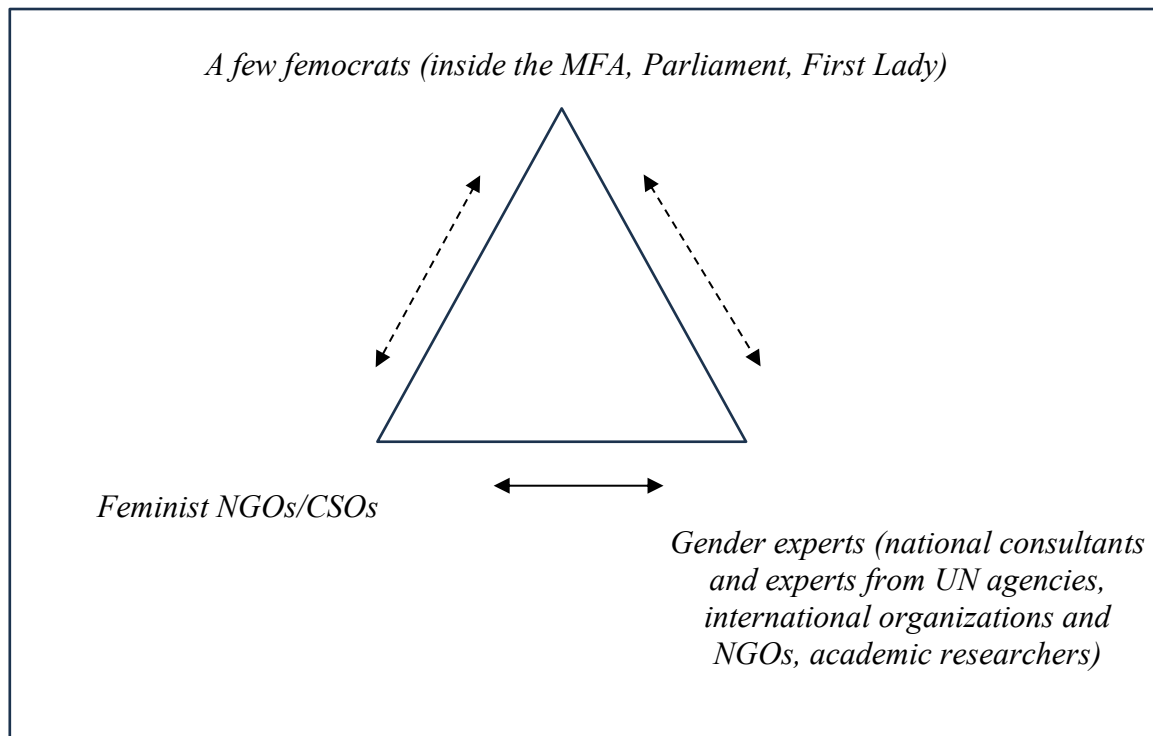 A few femocrats (inside the MFA, Parliament, First Lady)
Feminist NGOs/CSOs
Gender experts (national consultants
and experts from UN agencies,
international organizations and
NGOs, academic researchers)